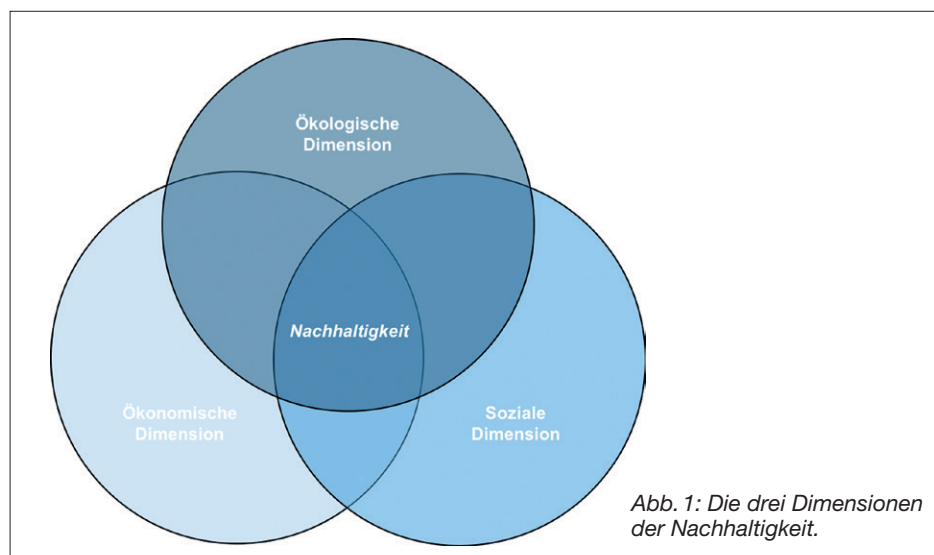 Ökologische
Dimension
Nachhaltigkeit
Ökonomische
Dimension
Soziale
Dimension
Abb. 1: Die drei Dimensionen
der Nachhaltigkeit.